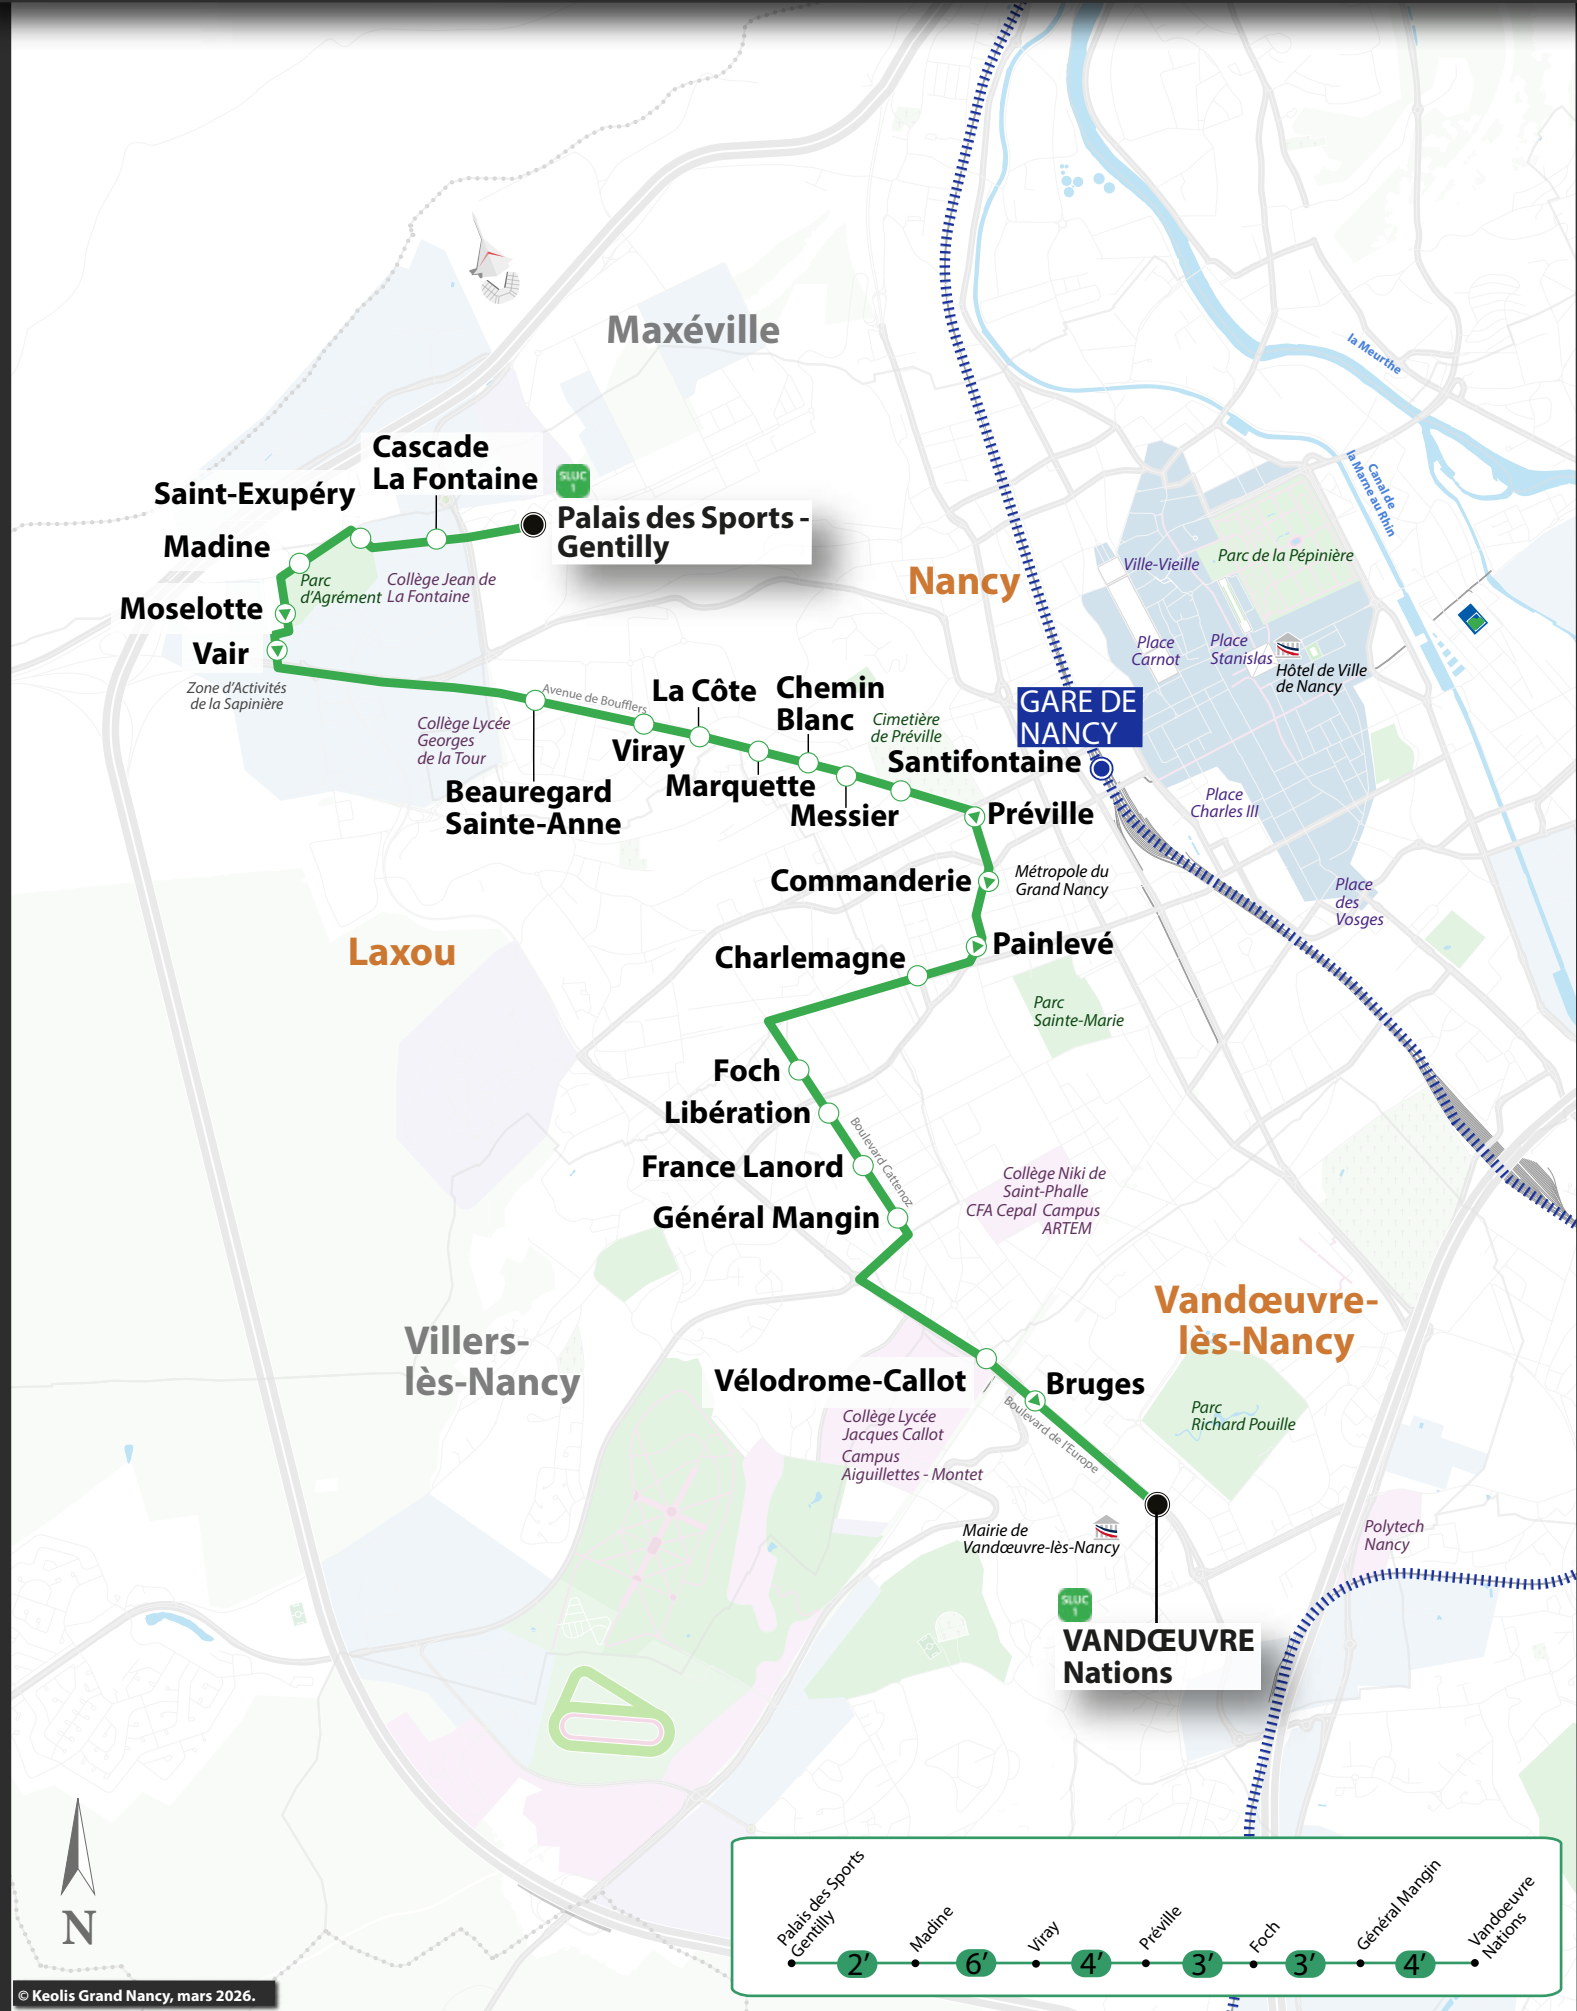 Maxéville
la Meurthe
Cascade
La Fontaine
SLUC
1
Saint-Exupéry
Palais des Sports -
Gentilly
Canal de
la Marne au Rhin
Madine
Parc
d'Agrément
Collège Jean de
La Fontaine
Nancy
Ville-Vieille
Parc de la Pépinière
Moselotte
Vair
Place
Carnot
Place
Stanislas
Hôtel de Ville
de Nancy
Zone d'Activités
de la Sapinière
Avenue de Boufflers
La Côte
Chemin
Blanc
Cimetière
de Préville
GARE DE
NANCY
Collège Lycée
Georges
de la Tour
Viray
Marquette
Santifontaine
Beauregard
Sainte-Anne
Messier
Préville
Place
Charles III
Commanderie
Métropole du
Grand Nancy
Place
des
Vosges
Laxou
Charlemagne
Painlevé
Parc
Sainte-Marie
Foch
Libération
Boulevard Cattenoz
France Lanord
Général Mangin
Collège Niki de
Saint-Phalle
CFA Cepal Campus
ARTEM
Vandœuvre-
lès-Nancy
Villers-
lès-Nancy
Vélodrome-Callot
Bruges
Collège Lycée
Jacques Callot
Campus
Aiguillettes - Montet
Boulevard de l'Europe
Parc
Richard Pouille
Mairie de
Vandœuvre-lès-Nancy
Polytech
Nancy
SLUC
1
VANDŒUVRE
Nations
N
Palais des Sports
Gentilly
Madine
Viray
Préville
Foch
Général Mangin
Vandoeuvre
Nations
2' 6' 4' 3' 3' 4'
© Keolis Grand Nancy, mars 2026.